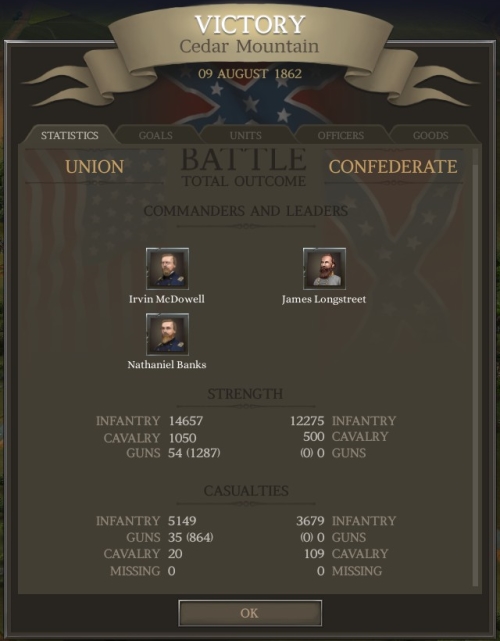 VICTORY
Cedar Mountain
09 AUGUST 1862
STATISTICS GOALS UNITS OFFICERS GOODS
UNION BATTLE CONFEDERATE
TOTAL OUTCOME
COMMANDERS AND LEADERS
Irvin McDowell James Longstreet
Nathaniel Banks
STRENGTH
INFANTRY 14657 12275 INFANTRY
CAVALRY 1050 500 CAVALRY
GUNS 54 (1287) (0) 0 GUNS
CASUALTIES
INFANTRY 5149 3679 INFANTRY
GUNS 35 (864) (0) 0 GUNS
CAVALRY 20 109 CAVALRY
MISSING 0 0 MISSING
OK